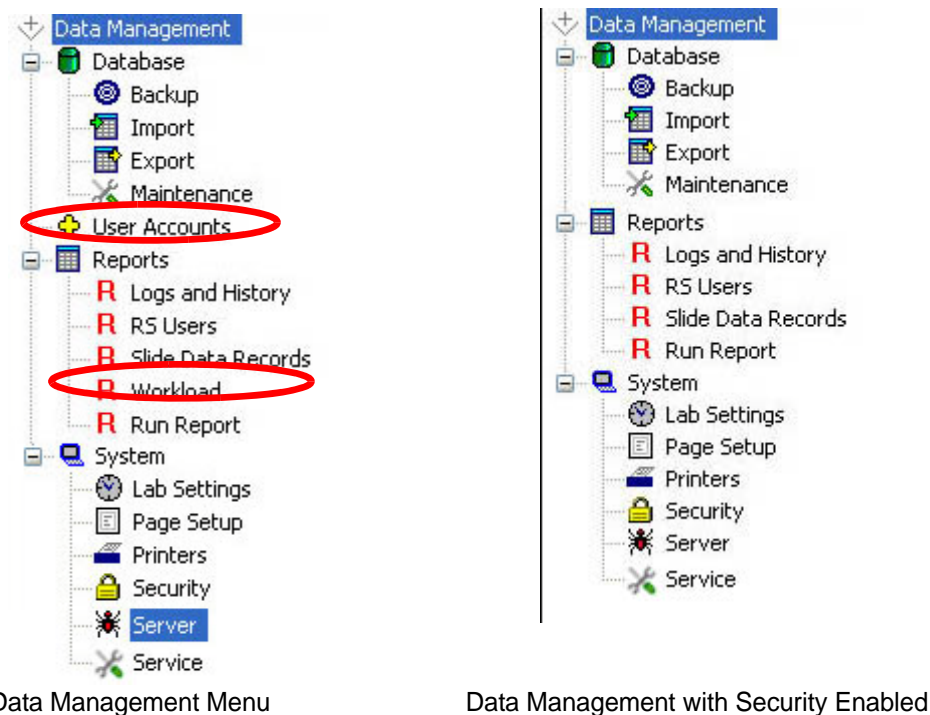 Data Management
Database
Backup
Import
Export
Maintenance
User Accounts
Reports
R Logs and History
R RS Users
R Slide Data Records
R Workload
R Run Report
System
Lab Settings
Page Setup
Printers
Security
Server
Service
Data Management Menu
Data Management
Database
Backup
Import
Export
Maintenance
Reports
R Logs and History
R RS Users
R Slide Data Records
R Run Report
System
Lab Settings
Page Setup
Printers
Security
Server
Service
Data Management with Security Enabled